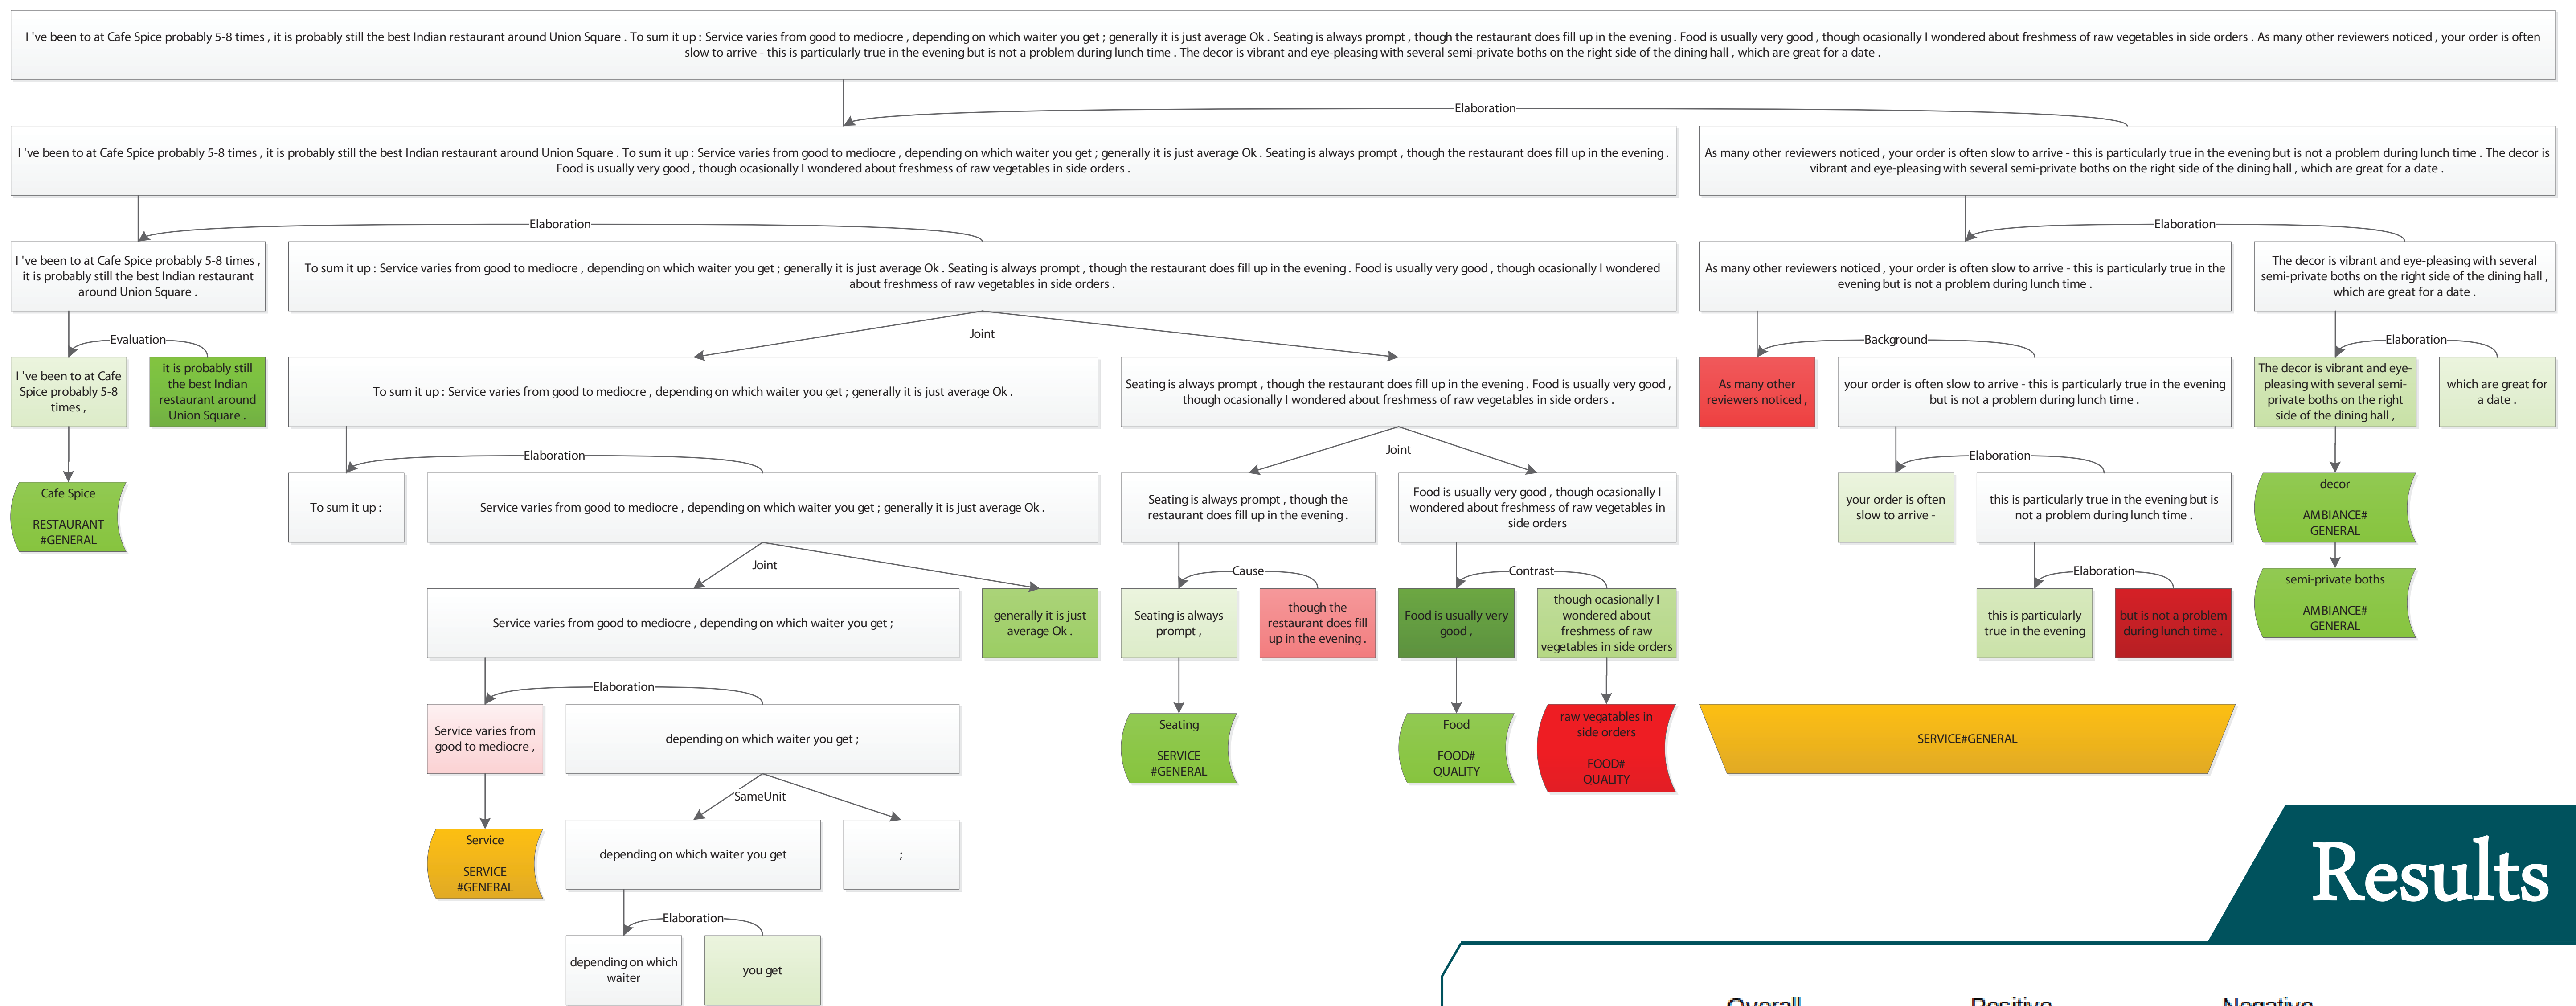 I 've been to at Cafe Spice probably 5-8 times , it is probably still the best Indian restaurant around Union Square . To sum it up : Service varies from good to mediocre , depending on which waiter you get ; generally it is just average Ok . Seating is always prompt , though the restaurant does fill up in the evening . Food is usually very good , though ocasionally I wondered about freshmess of raw vegetables in side orders . As many other reviewers noticed , your order is often
slow to arrive - this is particularly true in the evening but is not a problem during lunch time . The decor is vibrant and eye-pleasing with several semi-private boths on the right side of the dining hall , which are great for a date .
Elaboration
I 've been to at Cafe Spice probably 5-8 times , it is probably still the best Indian restaurant around Union Square . To sum it up : Service varies from good to mediocre , depending on which waiter you get ; generally it is just average Ok . Seating is always prompt , though the restaurant does fill up in the evening .
Food is usually very good , though ocasionally I wondered about freshmess of raw vegetables in side orders .
As many other reviewers noticed , your order is often slow to arrive - this is particularly true in the evening but is not a problem during lunch time . The decor is
vibrant and eye-pleasing with several semi-private boths on the right side of the dining hall , which are great for a date .
Elaboration
Elaboration
I 've been to at Cafe Spice probably 5-8 times ,
it is probably still the best Indian restaurant
around Union Square .
To sum it up : Service varies from good to mediocre , depending on which waiter you get ; generally it is just average Ok . Seating is always prompt , though the restaurant does fill up in the evening . Food is usually very good , though ocasionally I wondered
about freshmess of raw vegetables in side orders .
As many other reviewers noticed , your order is often slow to arrive - this is particularly true in the
evening but is not a problem during lunch time .
The decor is vibrant and eye-pleasing with several
semi-private boths on the right side of the dining hall ,
which are great for a date .
Evaluation
Joint
Background
Elaboration
I 've been to at Cafe
Spice probably 5-8
times ,
it is probably still
the best Indian
restaurant around
Union Square .
To sum it up : Service varies from good to mediocre , depending on which waiter you get ; generally it is just average Ok .
Seating is always prompt , though the restaurant does fill up in the evening . Food is usually very good ,
though ocasionally I wondered about freshmess of raw vegetables in side orders .
As many other
reviewers noticed ,
your order is often slow to arrive - this is particularly true in the evening
but is not a problem during lunch time .
The decor is vibrant and eye-
pleasing with several semi-
private boths on the right
side of the dining hall ,
which are great for
a date .
Elaboration
Joint
Elaboration
Cafe Spice
RESTAURANT
#GENERAL
To sum it up :
Service varies from good to mediocre , depending on which waiter you get ; generally it is just average Ok .
Seating is always prompt , though the
restaurant does fill up in the evening .
Food is usually very good , though ocasionally I
wondered about freshmess of raw vegetables in
side orders
your order is often
slow to arrive -
this is particularly true in the evening but is
not a problem during lunch time .
decor
AMBIANCE#
GENERAL
Joint
Cause
Contrast
Elaboration
Service varies from good to mediocre , depending on which waiter you get ;
generally it is just
average Ok .
Seating is always
prompt ,
though the
restaurant does fill
up in the evening .
Food is usually very
good ,
though ocasionally I
wondered about
freshmess of raw
vegetables in side orders
this is particularly
true in the evening
but is not a problem
during lunch time .
semi-private boths
AMBIANCE#
GENERAL
Elaboration
Service varies from
good to mediocre ,
depending on which waiter you get ;
Seating
SERVICE
#GENERAL
Food
FOOD#
QUALITY
raw vegatables in
side orders
FOOD#
QUALITY
SERVICE#GENERAL
SameUnit
Service
SERVICE
#GENERAL
depending on which waiter you get
;
Results
Elaboration
depending on which
waiter
you get
Overall Positive Negative